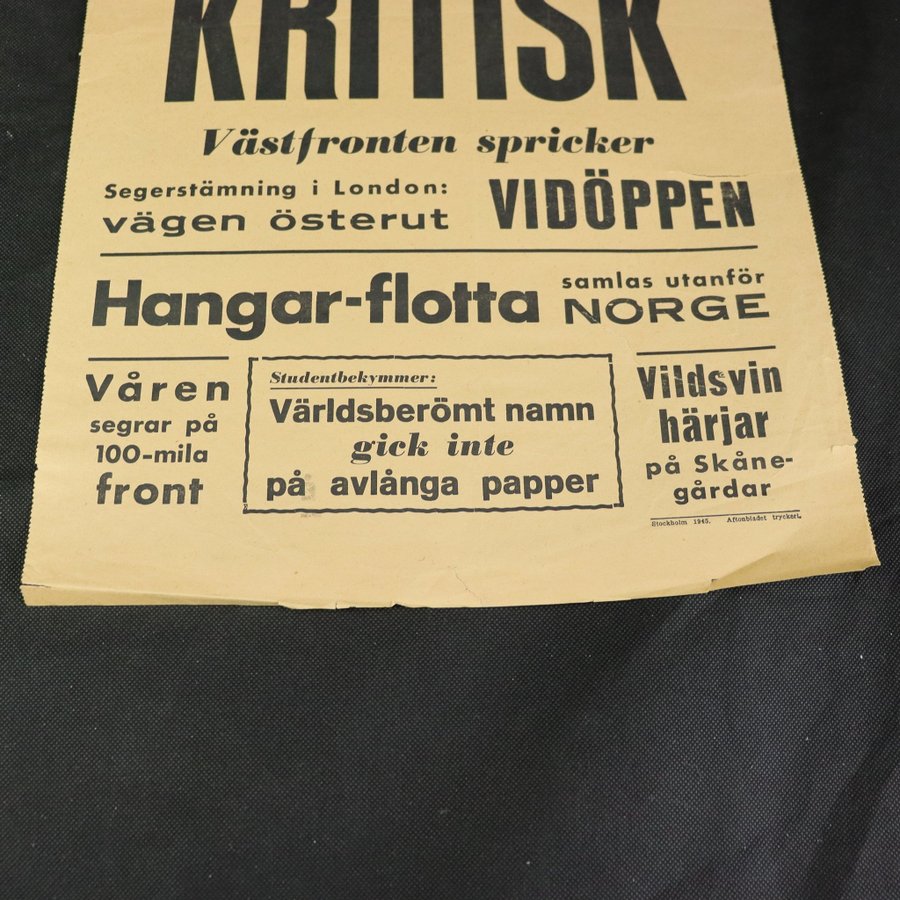 KRITISK
Västfronten spricker
Segerstämning i London:
vägen österut
VIDÖPPEN
Hangar-flotta
samlas utanför
NORGE
Våren
segrar på
100-mila
front
Studentbekymmer:
Världsberömt namn
gick inte
på avlånga papper
Vildsvin
härjar
på Skåne-
gårdar
Stockholm 1945. Aftonbladet tryckeri.